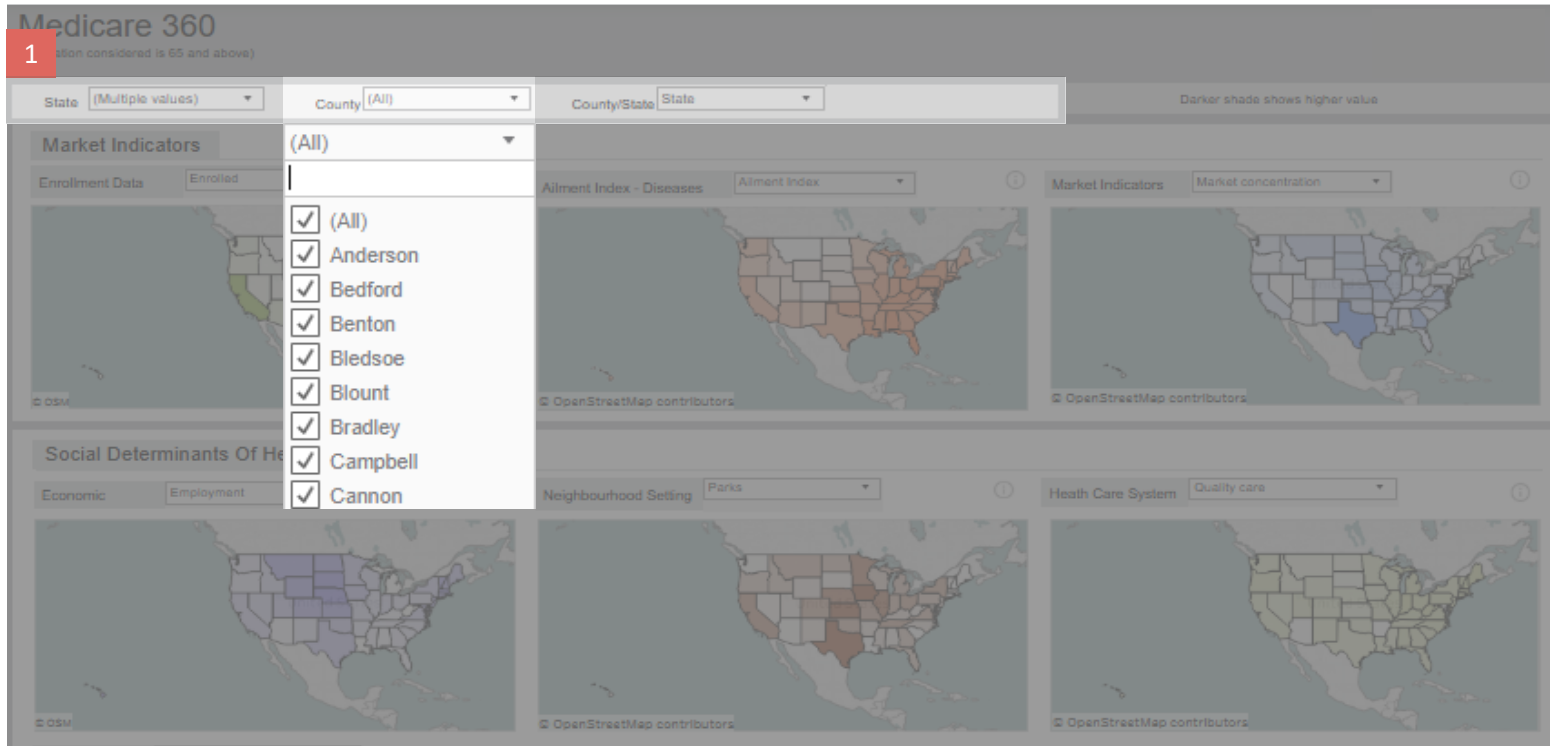 Medicare 360
1
ation considered is 65 and above)
State (Multiple values) County (All) County/State State Darker shade shows higher value
(All)
Market Indicators
Enrollment Data Enrolled
Ailment Index - Diseases Ailment Index
Market Indicators Market concentration
(All)
Anderson
Bedford
Benton
Bledsoe
Blount
Bradley
Campbell
Cannon
© OSM
© OpenStreetMap contributors
© OpenStreetMap contributors
Social Determinants Of He
Economic Employment
Neighbourhood Setting Parks
Heath Care System Quality care
© OSM
© OpenStreetMap contributors
© OpenStreetMap contributors